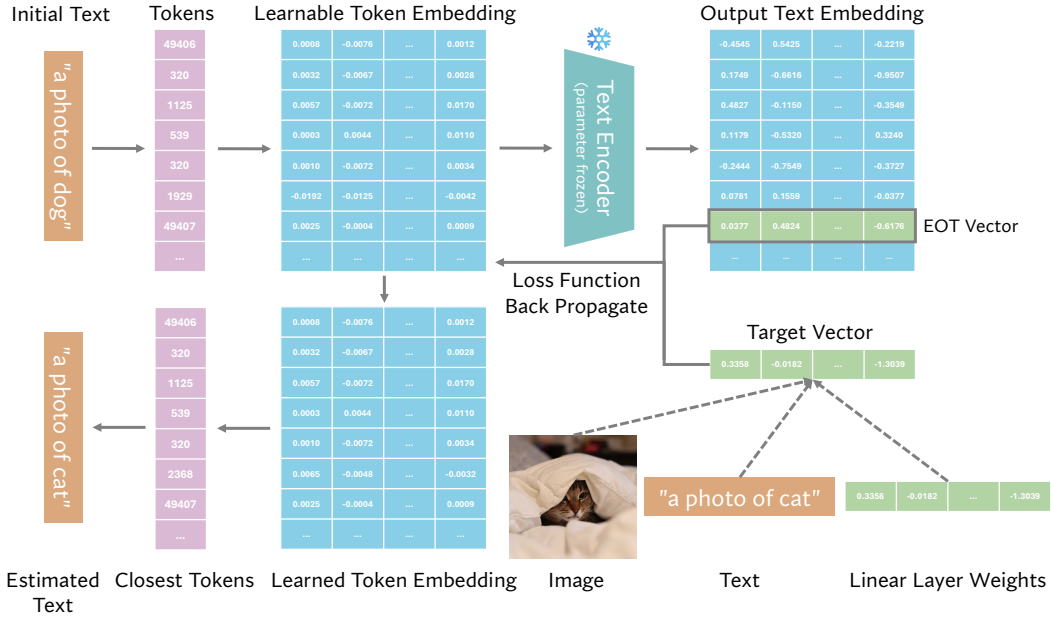 Initial Text
Tokens
Learnable Token Embedding
Output Text Embedding
"a photo of dog"
49406
320
1125
539
320
1929
49407
...
0.0008 -0.0076 ... 0.0012
0.0032 -0.0067 ... 0.0028
0.0057 -0.0072 ... 0.0170
0.0003 0.0044 ... 0.0110
0.0010 -0.0072 ... 0.0034
-0.0192 -0.0125 ... -0.0042
0.0025 -0.0004 ... 0.0009
... ... ... ...
Text Encoder
(parameter frozen)
-0.4545 0.5425 ... -0.2219
0.1749 -0.6616 ... -0.9507
0.4827 -0.1150 ... -0.3549
0.1179 -0.5320 ... 0.3240
-0.2444 -0.7549 ... -0.3727
0.0781 0.1559 ... -0.0377
0.0377 0.4824 ... -0.6176
... ... ... ...
EOT Vector
Loss Function
Back Propagate
Target Vector
0.3358 -0.0182 ... -1.3039
"a photo of cat"
49406
320
1125
539
320
2368
49407
...
0.0008 -0.0076 ... 0.0012
0.0032 -0.0067 ... 0.0028
0.0057 -0.0072 ... 0.0170
0.0003 0.0044 ... 0.0110
0.0010 -0.0072 ... 0.0034
0.0065 -0.0048 ... -0.0032
0.0025 -0.0004 ... 0.0009
... ... ... ...
"a photo of cat"
0.3358 -0.0182 ... -1.3039
Estimated
Text
Closest Tokens
Learned Token Embedding
Image
Text
Linear Layer Weights